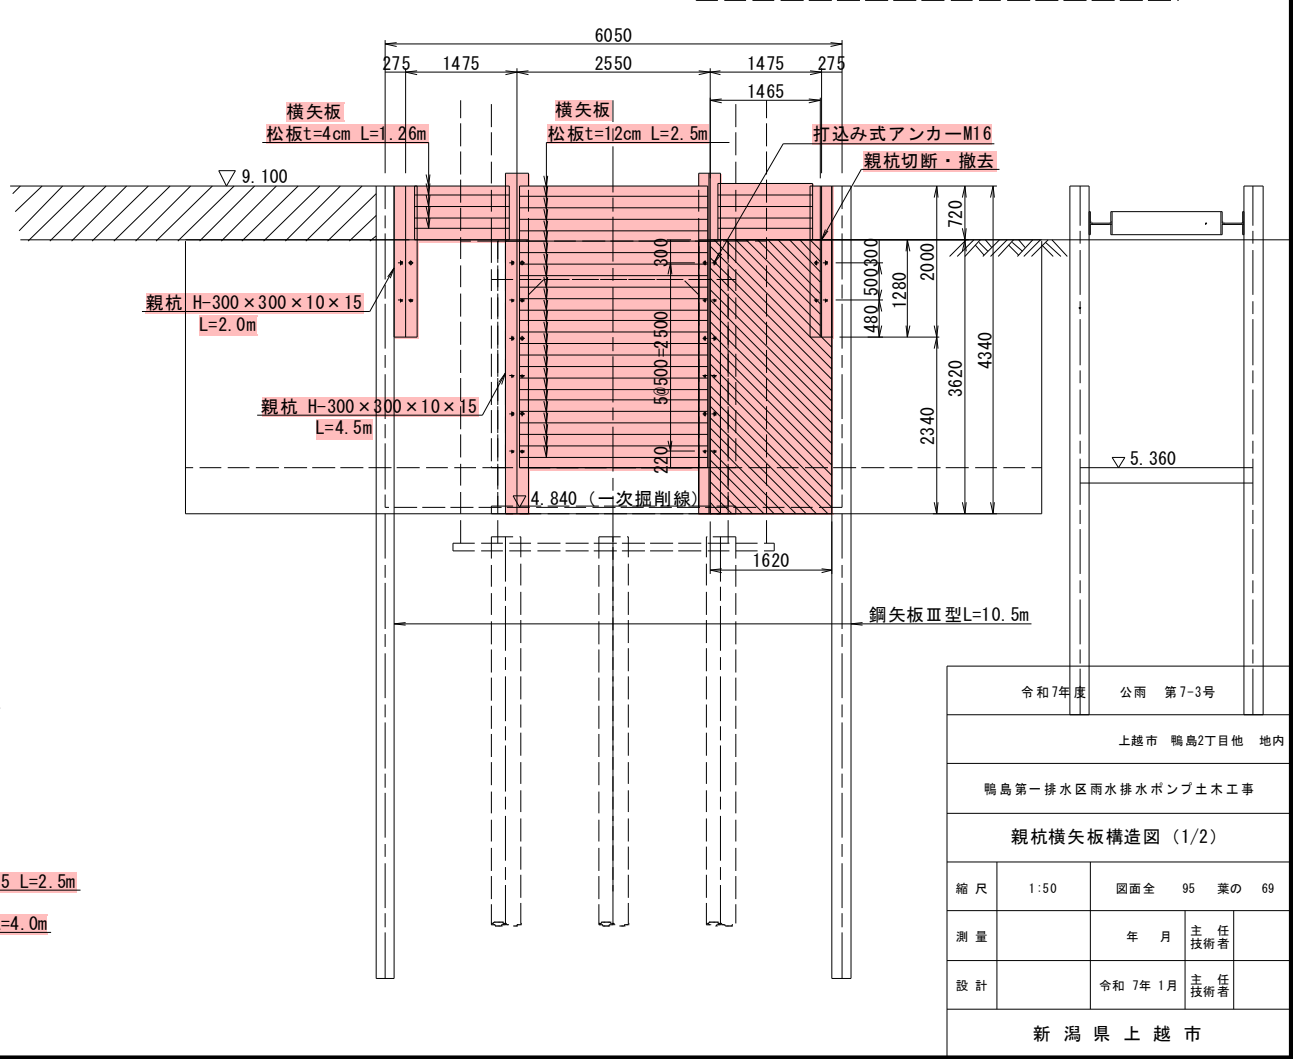 6050
275
1475
2550
1475
275
1465
横矢板
松板t=4cm L=1.26m
横矢板
松板t=12cm L=2.5m
打込み式アンカーM16
親杭切断・撤去
9.100
720
300
300
500
480
1280
2000
親杭 H-300×300×10×15
L=2.0m
5@500=2500
3620
4340
親杭 H-300×300×10×15
L=4.5m
2340
220
5.360
4.840 (一次掘削線)
1620
鋼矢板Ⅲ型L=10.5m
令和7年度 公雨 第7-3号
上越市 鴨島2丁目他 地内
鴨島第一排水区雨水排水ポンプ土木工事
親杭横矢板構造図 (1/2)
5 L=2.5m
縮 尺 1:50 図面全 95 葉の 69
=4.0m
測 量 年 月 主 任 技術者
設 計 令和 7年 1月 主 任 技術者
新 潟 県 上 越 市